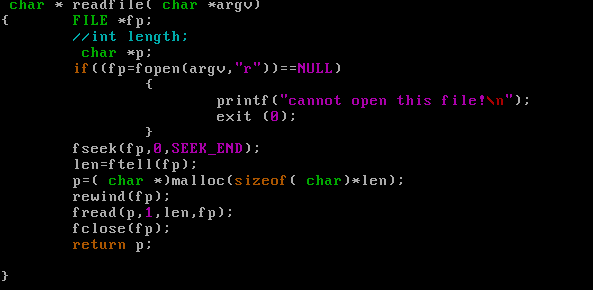 char * readfile( char *argv)
{       FILE *fp;
        //int length;
         char *p;
        if((fp=fopen(argv,"r"))==NULL)
                {
                        printf("cannot open this file!\n");
                        exit (0);
                }
        fseek(fp,0,SEEK_END);
        len=ftell(fp);
        p=( char *)malloc(sizeof( char)*len);
        rewind(fp);
        fread(p,1,len,fp);
        fclose(fp);
        return p;
}